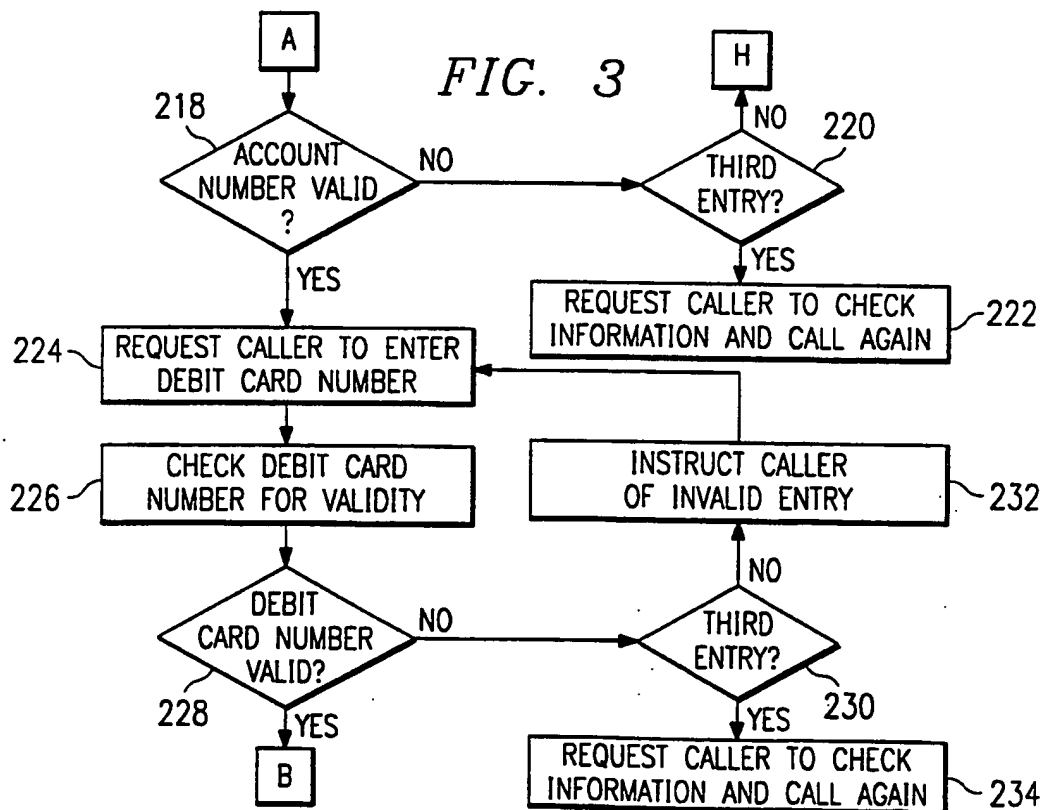 A
FIG. 3
H
218
ACCOUNT
NUMBER VALID
?
NO
NO
220
THIRD
ENTRY?
YES
YES
REQUEST CALLER TO CHECK
INFORMATION AND CALL AGAIN
222
224
REQUEST CALLER TO ENTER
DEBIT CARD NUMBER
226
CHECK DEBIT CARD
NUMBER FOR VALIDITY
INSTRUCT CALLER
OF INVALID ENTRY
232
NO
DEBIT
CARD NUMBER
VALID?
228
NO
THIRD
ENTRY?
230
YES
YES
B
REQUEST CALLER TO CHECK
INFORMATION AND CALL AGAIN
234